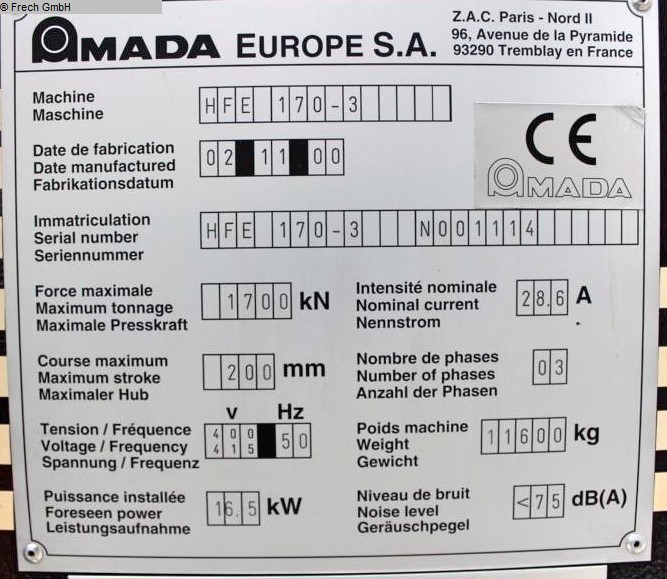 © Frech GmbH
AMADA EUROPE S.A.
Z.A.C. Paris - Nord II
96, Avenue de la Pyramide
93290 Tremblay en France
Machine
Maschine
HFE 170-3
CE
AMADA
Date de fabrication
Date manufactured
Fabrikationsdatum
02 11 00
Immatriculation
Serial number
Seriennummer
HFE 170-3 N001114
Force maximale
Maximum tonnage
Maximale Presskraft
1700 kN
Intensité nominale
Nominal current
Nennstrom
28.6 A
Course maximum
Maximum stroke
Maximaler Hub
200 mm
Nombre de phases
Number of phases
Anzahl der Phasen
03
V Hz
Tension / Fréquence
Voltage / Frequency
Spannung / Frequenz
400
415
50
Poids machine
Weight
Gewicht
11600 kg
Puissance installée
Foreseen power
Leistungsaufnahme
16.5 kW
Niveau de bruit
Noise level
Geräuschpegel
<75 dB(A)